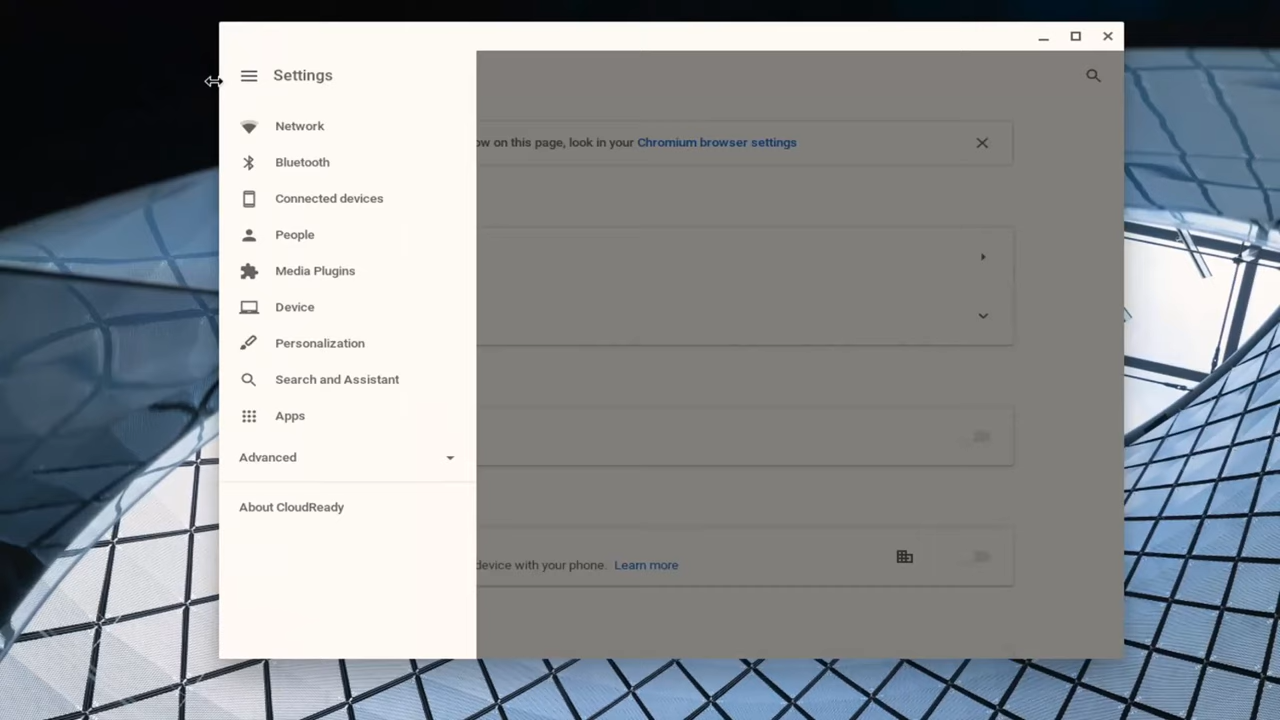 Settings
Network
ow on this page, look in your Chromium browser settings
Bluetooth
Connected devices
People
Media Plugins
Device
Personalization
Search and Assistant
Apps
Advanced
About CloudReady
device with your phone. Learn more